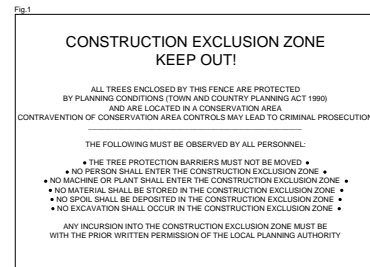 Fig.1
CONSTRUCTION EXCLUSION ZONE
KEEP OUT!
ALL TREES ENCLOSED BY THIS FENCE ARE PROTECTED
BY PLANNING CONDITIONS (TOWN AND COUNTRY PLANNING ACT 1990)
AND ARE LOCATED IN A CONSERVATION AREA
CONTRAVENTION OF CONSERVATION AREA CONTROLS MAY LEAD TO CRIMINAL PROSECUTION
THE FOLLOWING MUST BE OBSERVED BY ALL PERSONNEL:
● THE TREE PROTECTION BARRIERS MUST NOT BE MOVED ●
● NO PERSON SHALL ENTER THE CONSTRUCTION EXCLUSION ZONE ●
● NO MACHINE OR PLANT SHALL ENTER THE CONSTRUCTION EXCLUSION ZONE ●
● NO MATERIAL SHALL BE STORED IN THE CONSTRUCTION EXCLUSION ZONE ●
● NO SPOIL SHALL BE DEPOSITED IN THE CONSTRUCTION EXCLUSION ZONE ●
● NO EXCAVATION SHALL OCCUR IN THE CONSTRUCTION EXCLUSION ZONE ●
ANY INCURSION INTO THE CONSTRUCTION EXCLUSION ZONE MUST BE
WITH THE PRIOR WRITTEN PERMISSION OF THE LOCAL PLANNING AUTHORITY